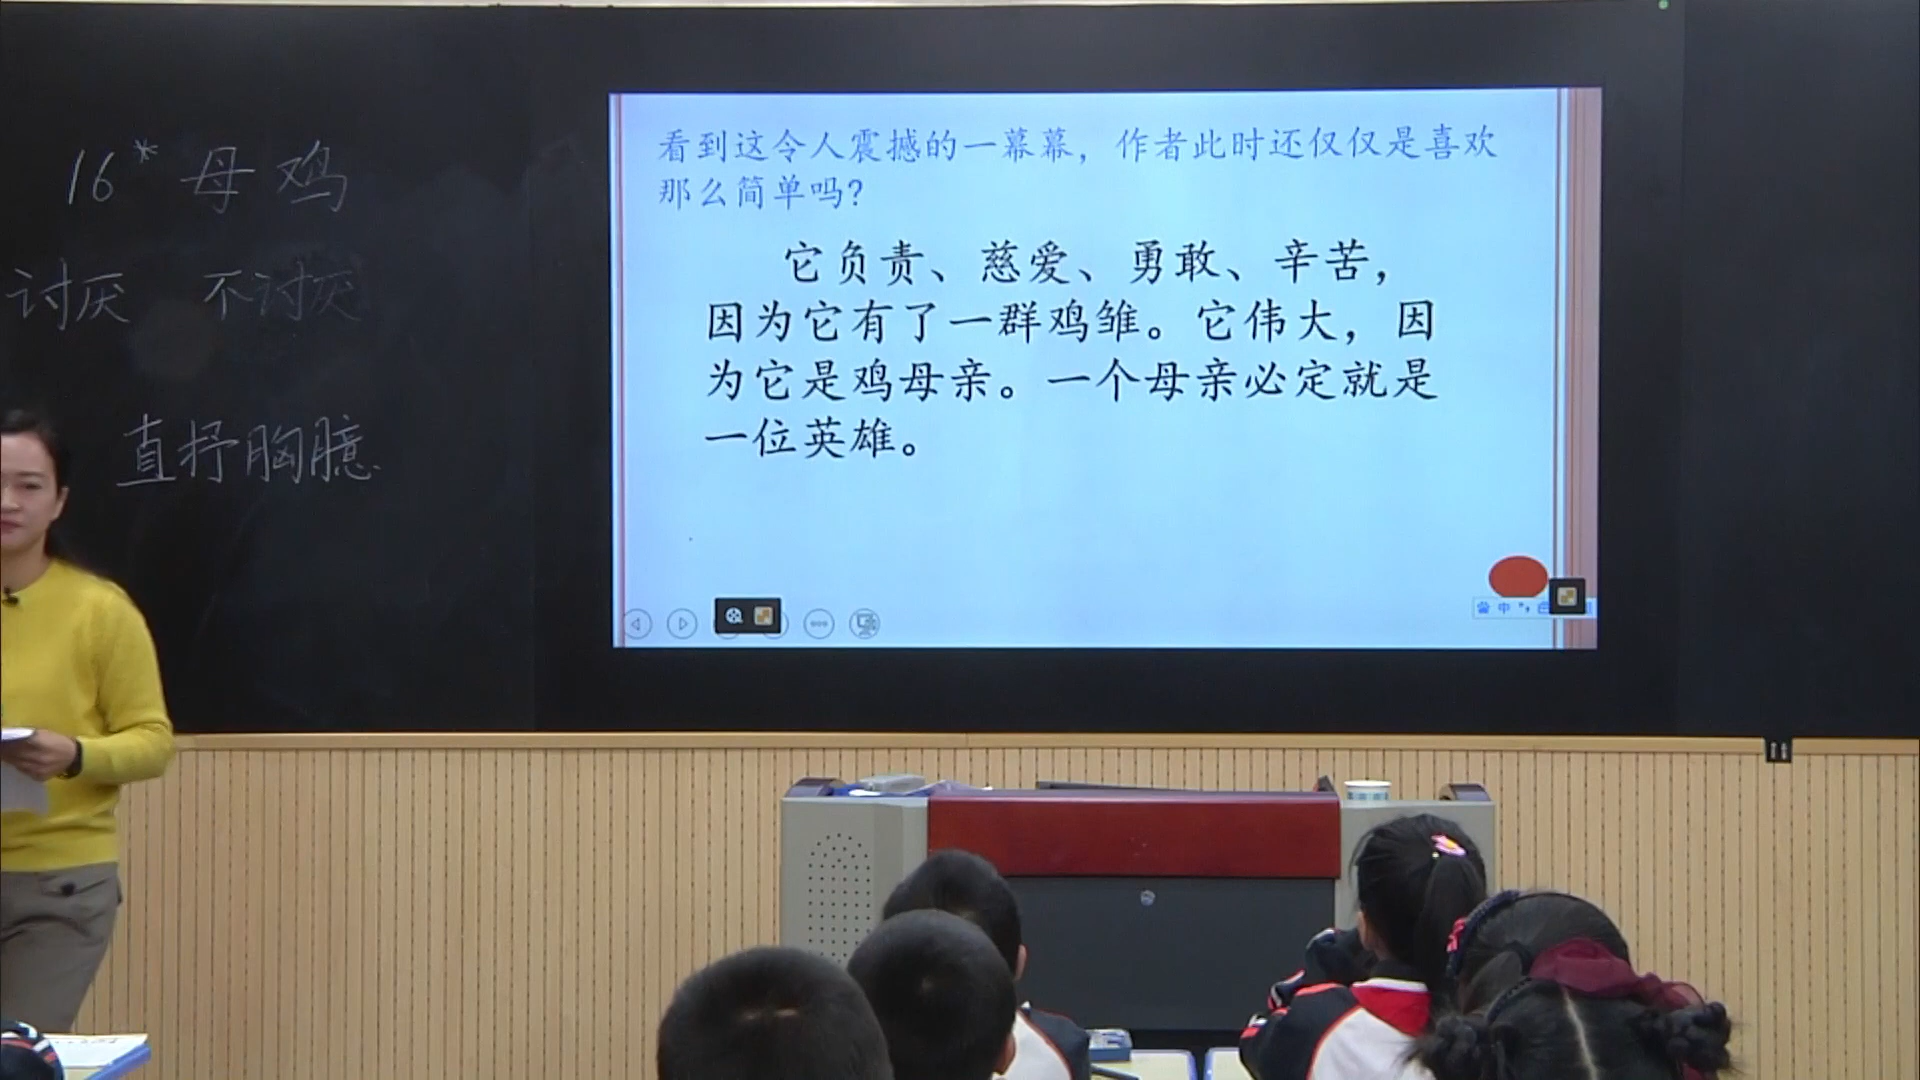 16* 母鸡
讨厌 不讨厌
直抒胸臆
看到这令人震撼的一幕幕，作者此时还仅仅是喜欢
那么简单吗？
它负责、慈爱、勇敢、辛苦，
因为它有了一群鸡雏。它伟大，因
为它是鸡母亲。一个母亲必定就是
一位英雄。
中